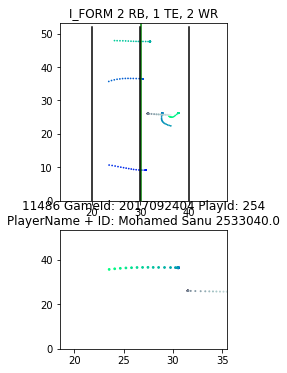 I_FORM 2 RB, 1 TE, 2 WR
50
40
30
20
10
0
20 30 40
11486 GameId: 2017092404 PlayId: 254
PlayerName + ID: Mohamed Sanu 2533040.0
40
20
0
20 25 30 35